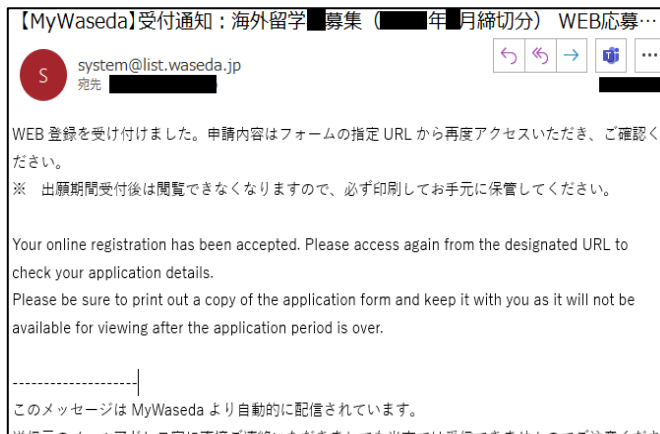 【MyWaseda】受付通知：海外留学 募集（ 年 月締切分） WEB応募…
S
system@list.waseda.jp
宛先
WEB 登録を受け付けました。申請内容はフォームの指定 URL から再度アクセスいただき、ご確認く
ださい。
※ 出願期間受付後は閲覧できなくなりますので、必ず印刷してお手元に保管してください。
Your online registration has been accepted. Please access again from the designated URL to
check your application details.
Please be sure to print out a copy of the application form and keep it with you as it will not be
available for viewing after the application period is over.
--------------------
このメッセージは MyWaseda より自動的に配信されています。